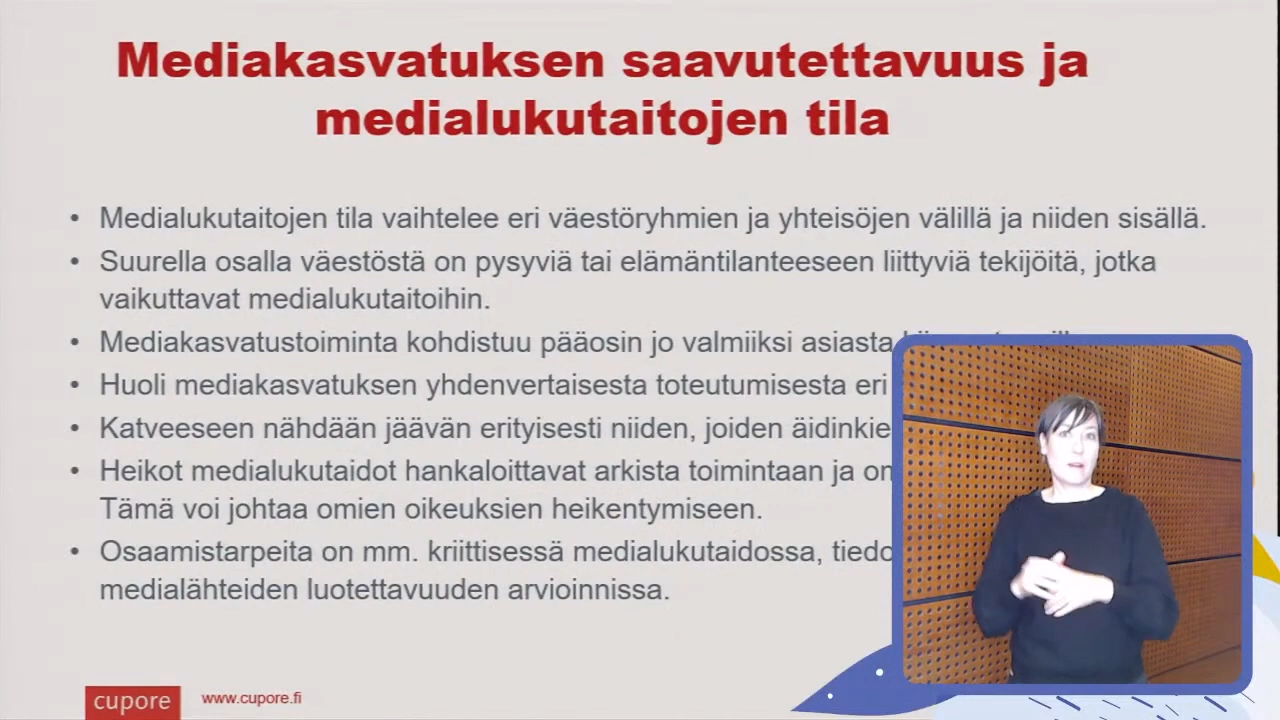 Mediakasvatuksen saavutettavuus ja
medialukutaitojen tila
• Medialukutaitojen tila vaihtelee eri väestöryhmien ja yhteisöjen välillä ja niiden sisällä.
• Suurella osalla väestöstä on pysyviä tai elämäntilanteeseen liittyviä tekijöitä, jotka
vaikuttavat medialukutaitoihin.
• Mediakasvatustoiminta kohdistuu pääosin jo valmiiksi asiasta
• Huoli mediakasvatuksen yhdenvertaisesta toteutumisesta eri
• Katveeseen nähdään jäävän erityisesti niiden, joiden
• Heikot medialukutaidot hankaloittavat arkista toimintaan ja
Tämä voi johtaa omien oikeuksien heikentymiseen.
• Osaamistarpeita on mm. kriittisessä medialukutaidossa,
medialähteiden luotettavuuden arvioinnissa.
cupore www.cupore.fi